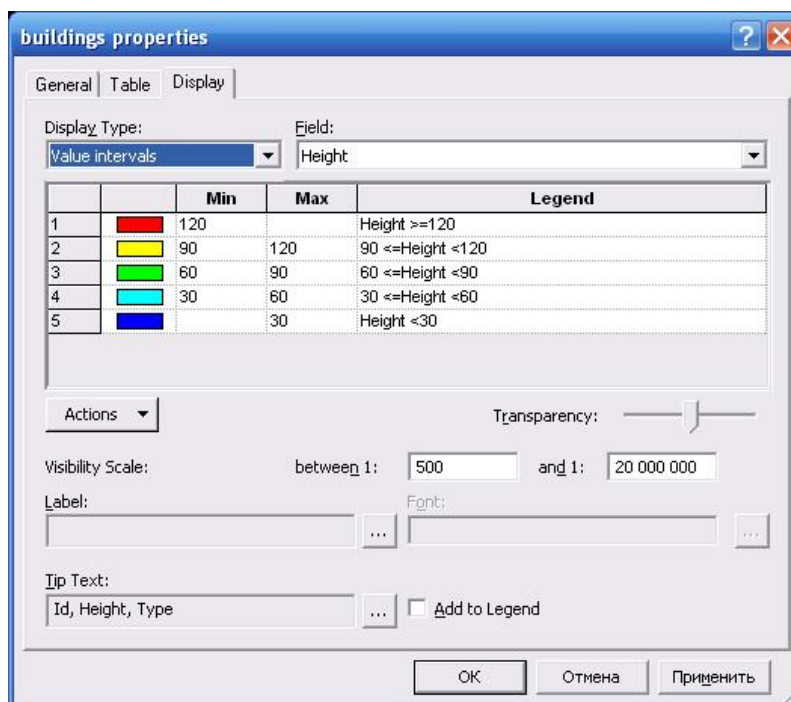 buildings properties
General Table Display
Display Type: Field:
Value intervals Height
Min Max Legend
1 120 Height >=120
2 90 120 90 <=Height <120
3 60 90 60 <=Height <90
4 30 60 30 <=Height <60
5 30 Height <30
Actions Transparency:
Visibility Scale: between 1: 500 and 1: 20 000 000
Label: Font:
... ...
Tip Text:
Id, Height, Type ... Add to Legend
OK Отмена Применить